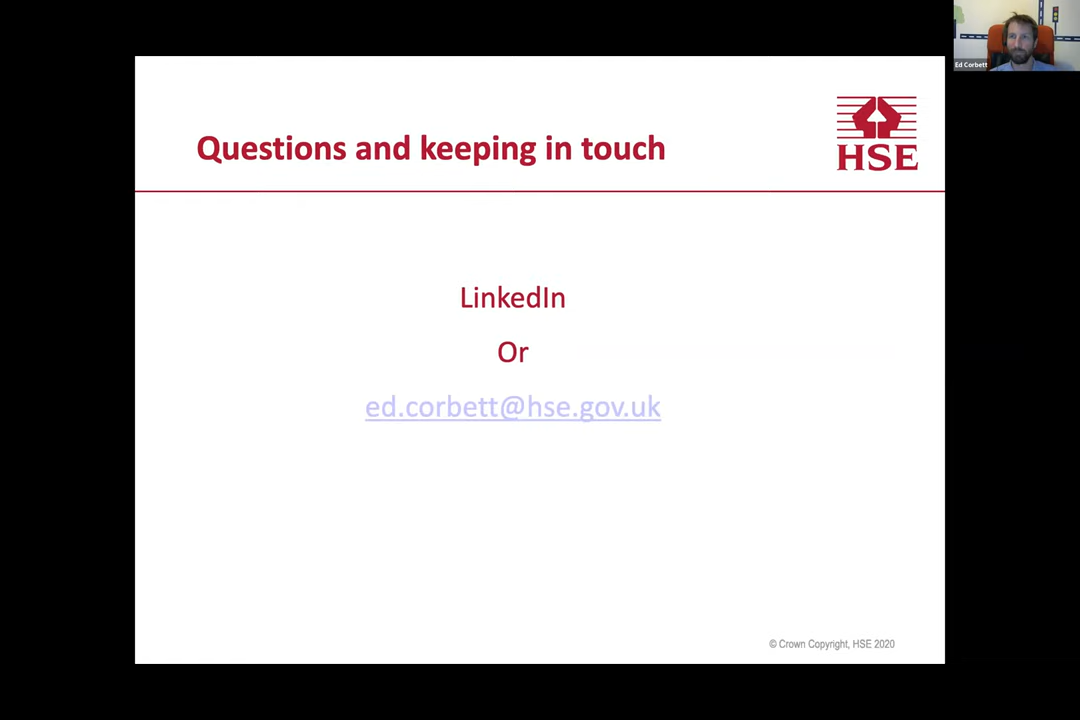 Ed Corbett
Questions and keeping in touch
HSE
LinkedIn
Or
ed.corbett@hse.gov.uk
© Crown Copyright, HSE 2020